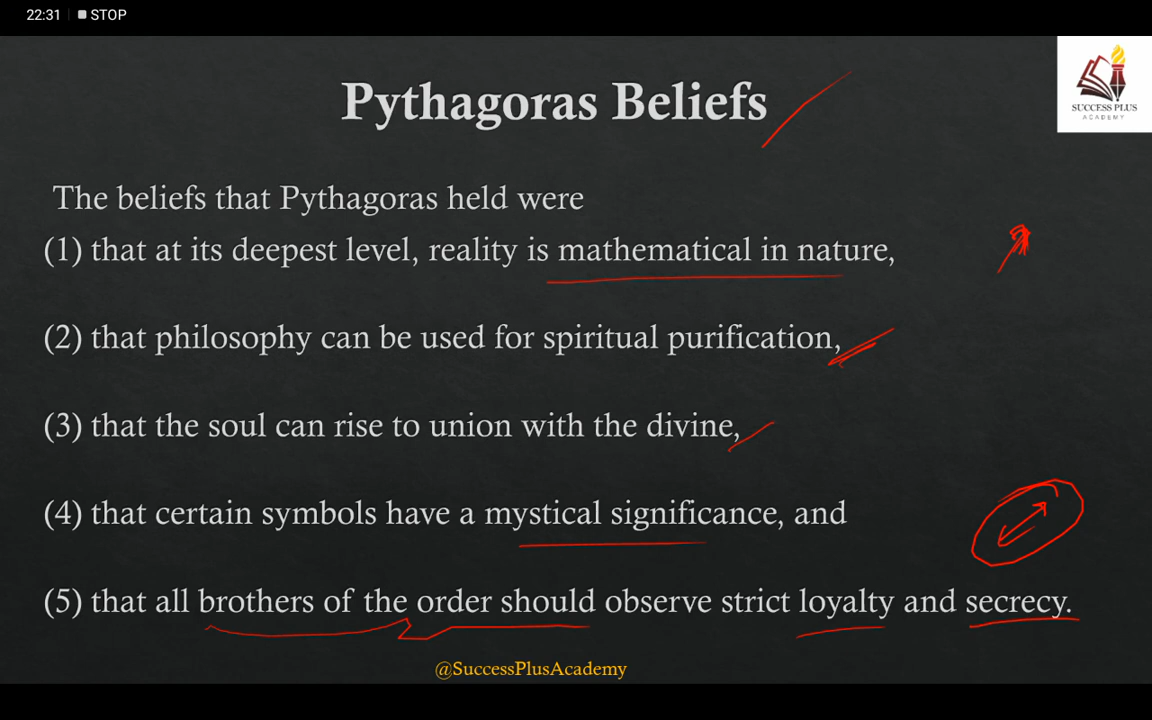 22:31 STOP
SUCCESS PLUS
ACADEMY
Pythagoras Beliefs
The beliefs that Pythagoras held were
(1) that at its deepest level, reality is mathematical in nature,
(2) that philosophy can be used for spiritual purification,
(3) that the soul can rise to union with the divine,
(4) that certain symbols have a mystical significance, and
(5) that all brothers of the order should observe strict loyalty and secrecy.
@SuccessPlusAcademy